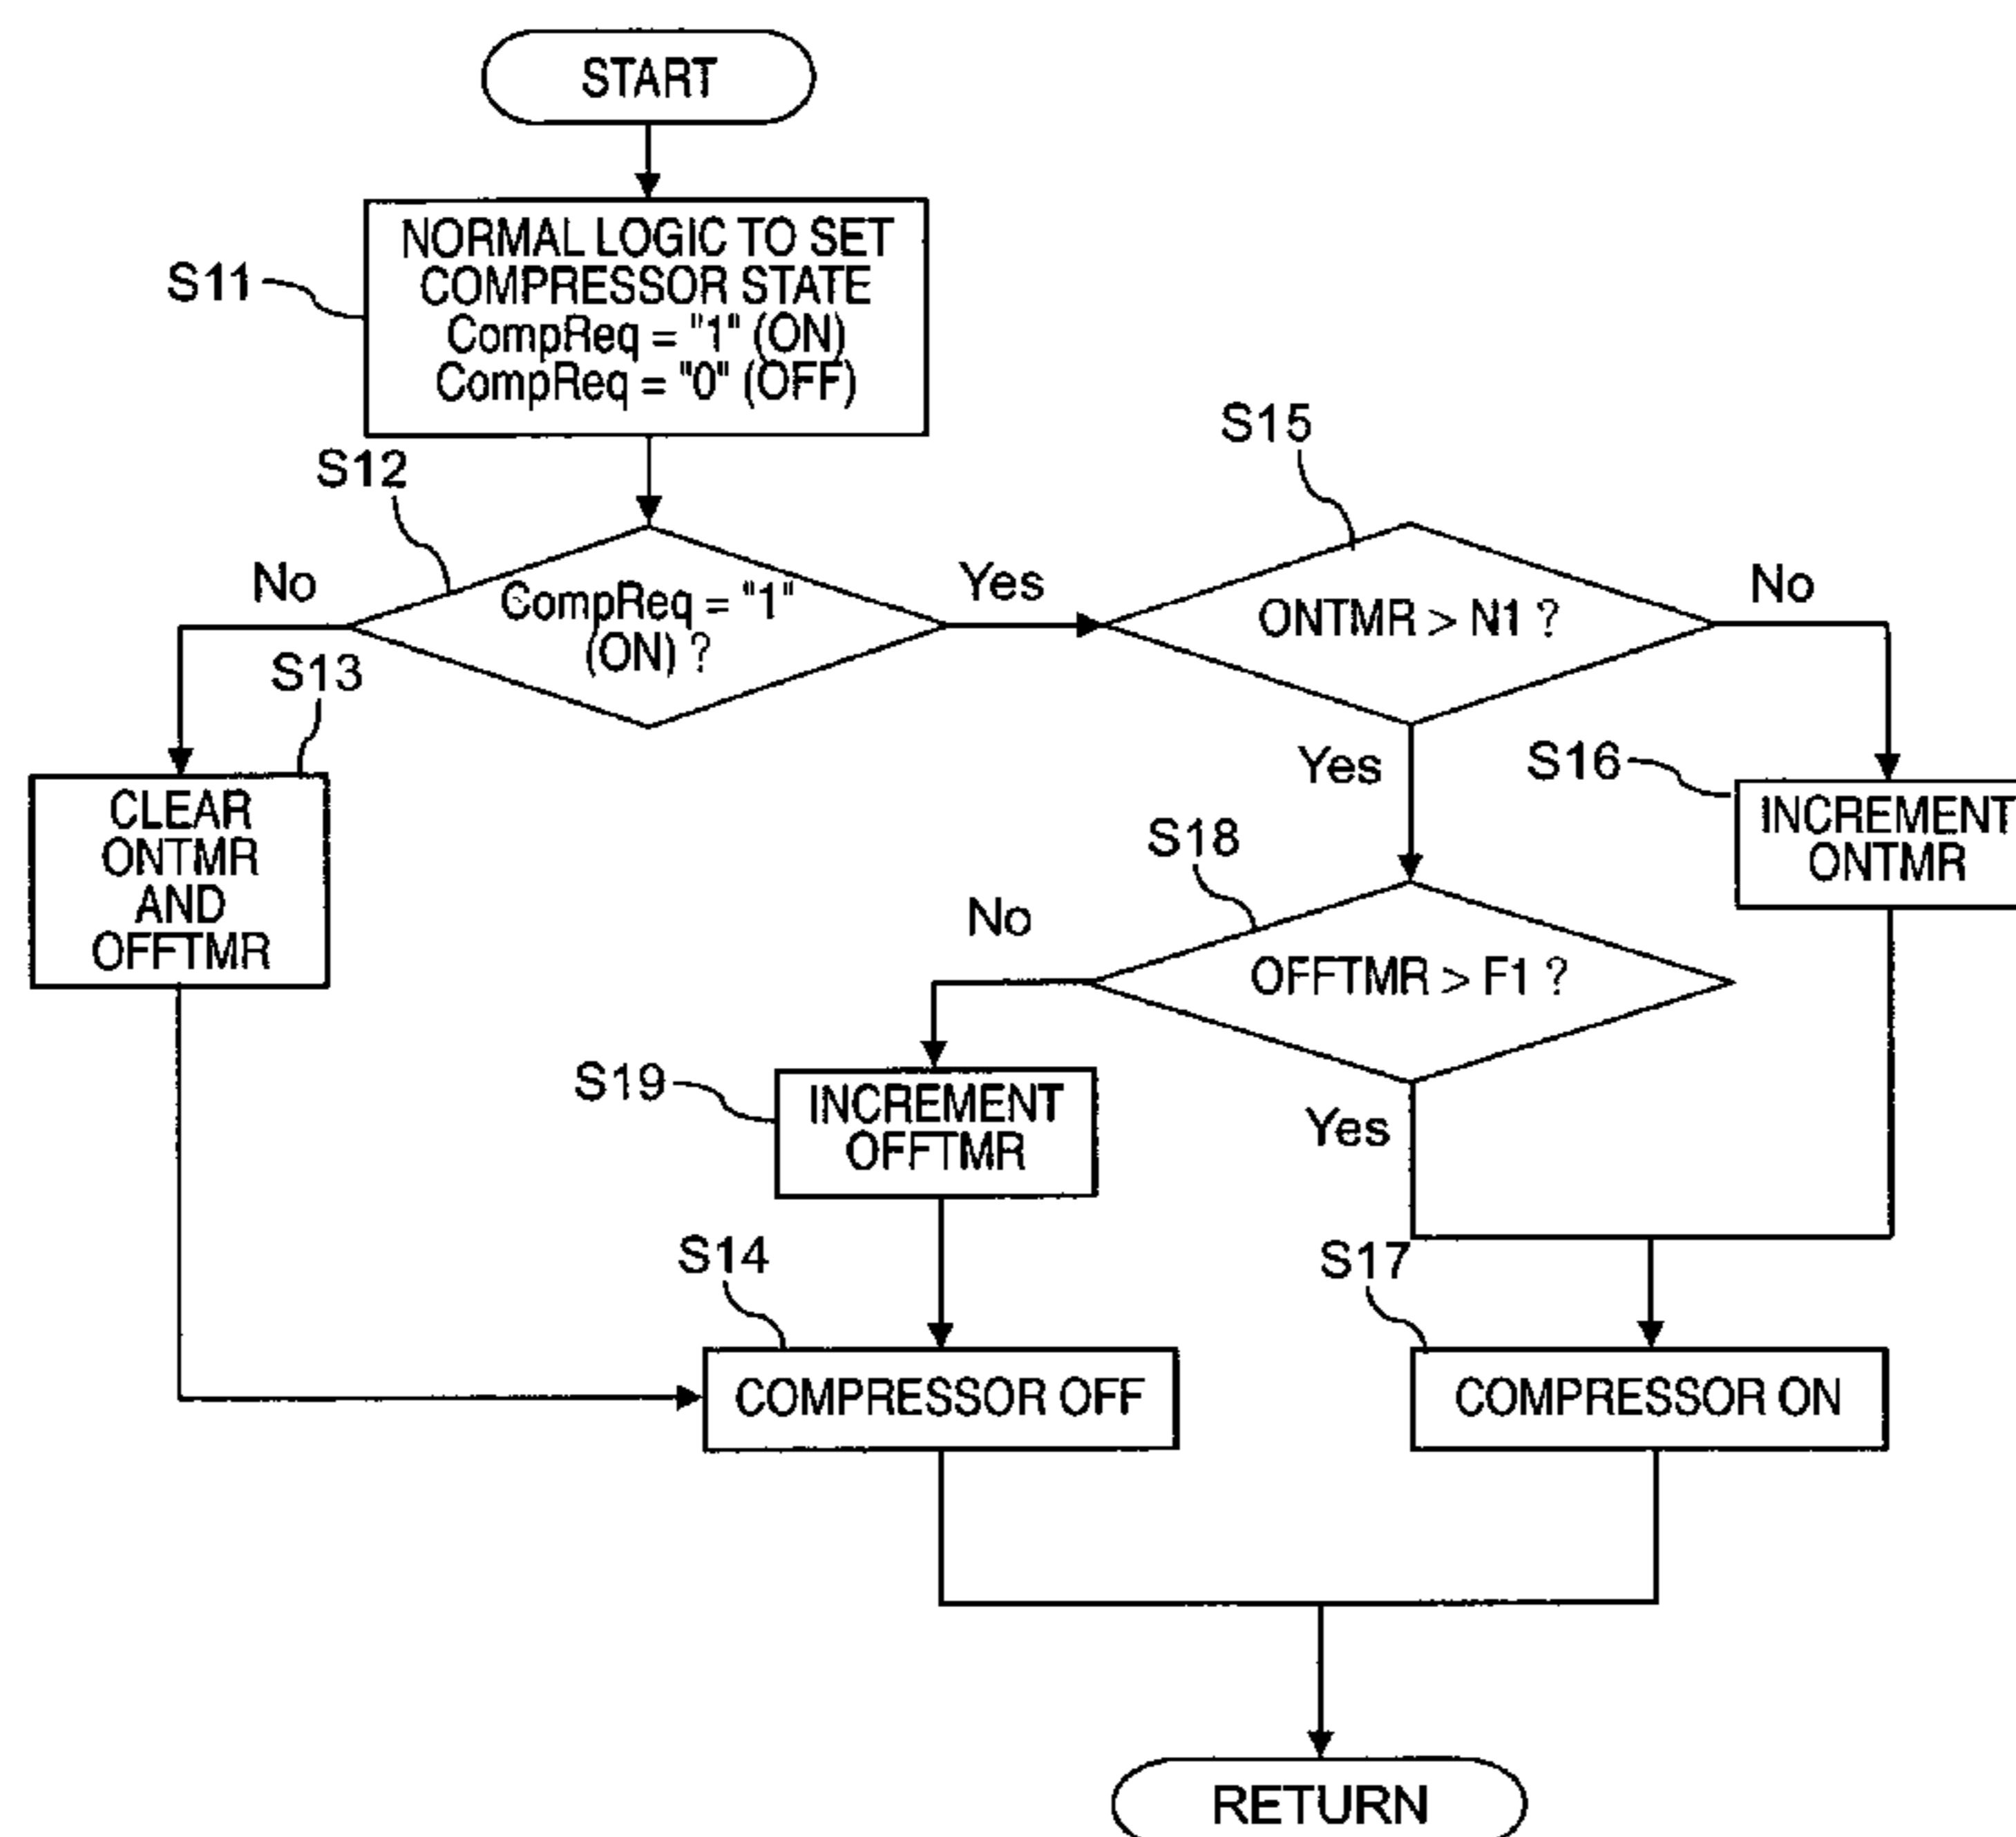 START
S11
NORMAL LOGIC TO SET
COMPRESSOR STATE
CompReq = "1" (ON)
CompReq = "0" (OFF)
S12
No
CompReq = "1"
(ON) ?
Yes
S15
ONTMR > N1 ?
No
Yes
S13
CLEAR
ONTMR
AND
OFFTMR
S16
INCREMENT
ONTMR
S18
No
OFFTMR > F1 ?
Yes
S19
INCREMENT
OFFTMR
S14
COMPRESSOR OFF
S17
COMPRESSOR ON
RETURN